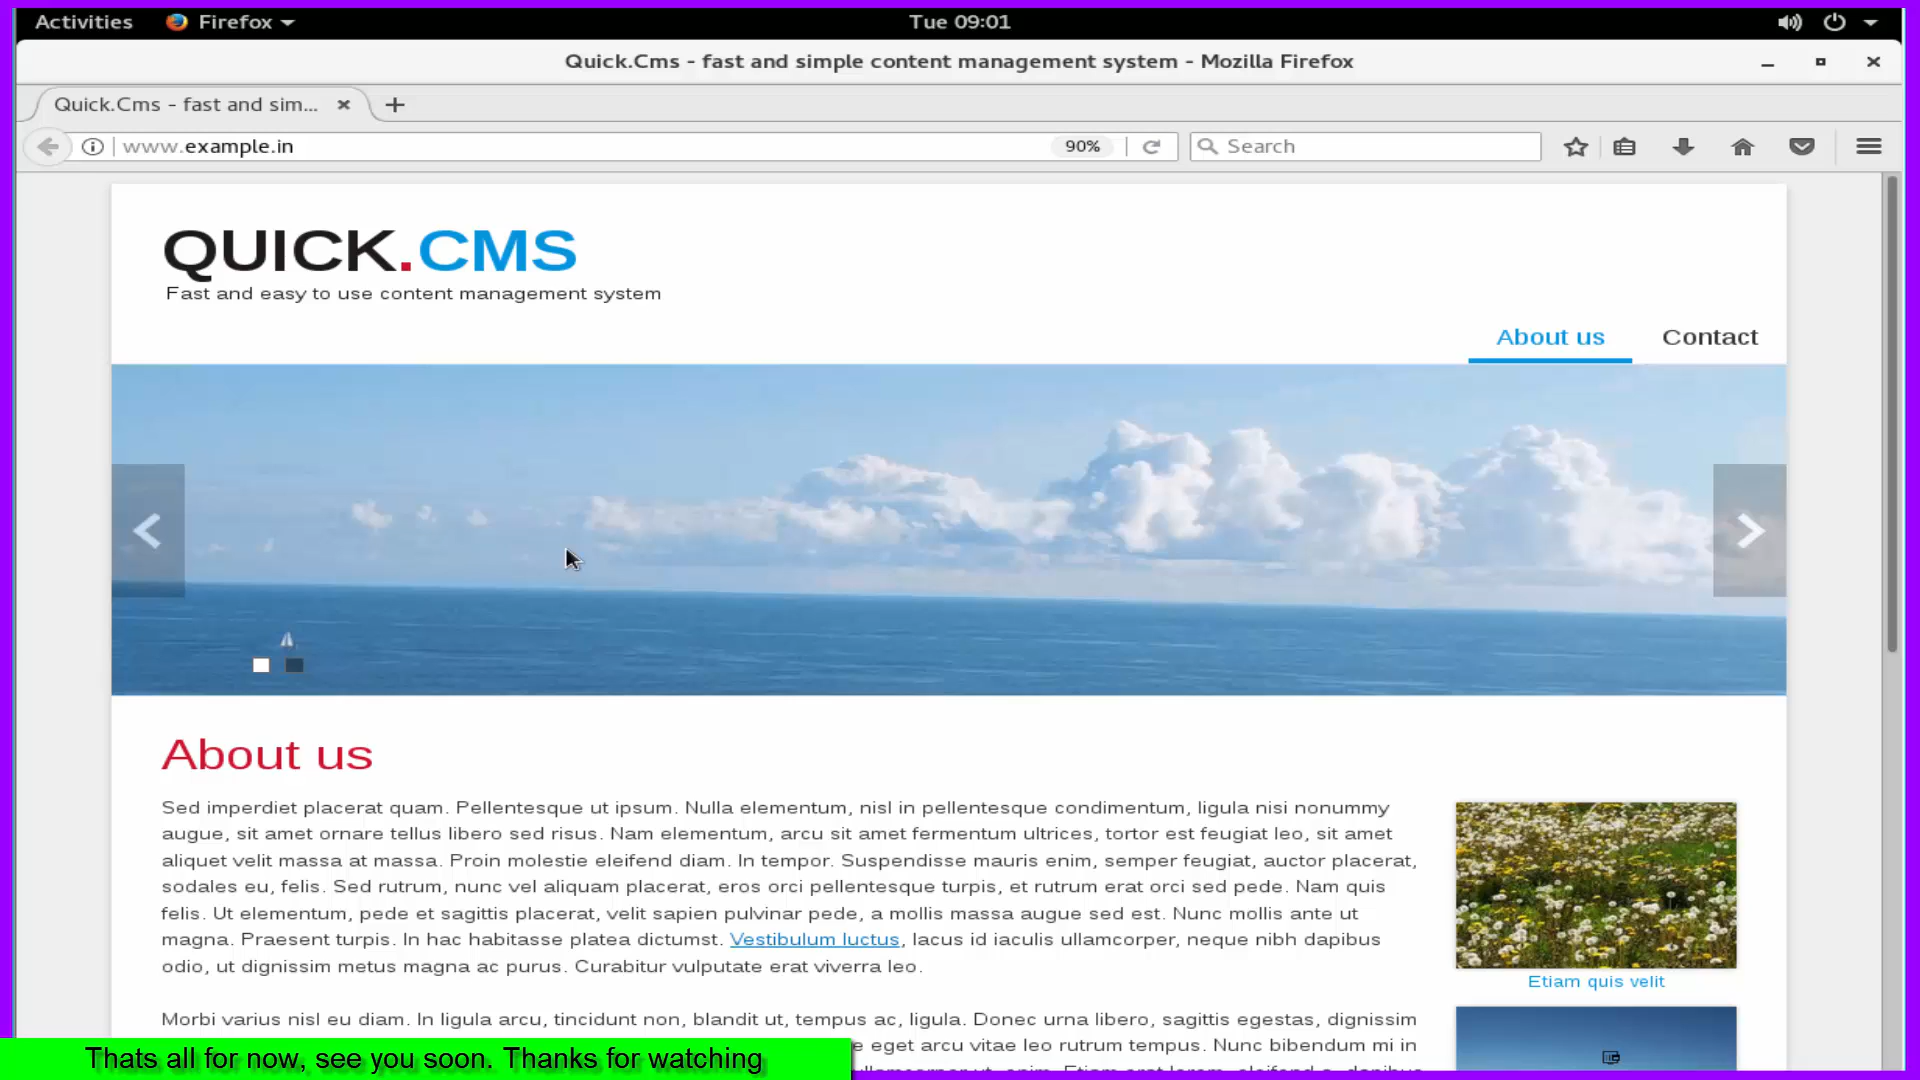 Activities Firefox Tue 09:01
Quick.Cms - fast and simple content management system - Mozilla Firefox
Quick.Cms - fast and sim...
www.example.in 90% Search
QUICK.CMS
Fast and easy to use content management system
About us Contact
About us
Sed imperdiet placerat quam. Pellentesque ut ipsum. Nulla elementum, nisl in pellentesque condimentum, ligula nisi nonummy
augue, sit amet ornare tellus libero sed risus. Nam elementum, arcu sit amet fermentum ultrices, tortor est feugiat leo, sit amet
aliquet velit massa at massa. Proin molestie eleifend diam. In tempor. Suspendisse mauris enim, semper feugiat, auctor placerat,
sodales eu, felis. Sed rutrum, nunc vel aliquam placerat, eros orci pellentesque turpis, et rutrum erat orci sed pede. Nam quis
felis. Ut elementum, pede et sagittis placerat, velit sapien pulvinar pede, a mollis massa augue sed est. Nunc mollis ante ut
magna. Praesent turpis. In hac habitasse platea dictumst. Vestibulum luctus, lacus id iaculis ullamcorper, neque nibh dapibus
odio, ut dignissim metus magna ac purus. Curabitur vulputate erat viverra leo.
Etiam quis velit
Morbi varius nisl eu diam. In ligula arcu, tincidunt non, blandit ut, tempus ac, ligula. Donec urna libero, sagittis egestas, dignissim
e eget arcu vitae leo rutrum tempus. Nunc bibendum mi in
Thats all for now, see you soon. Thanks for watching